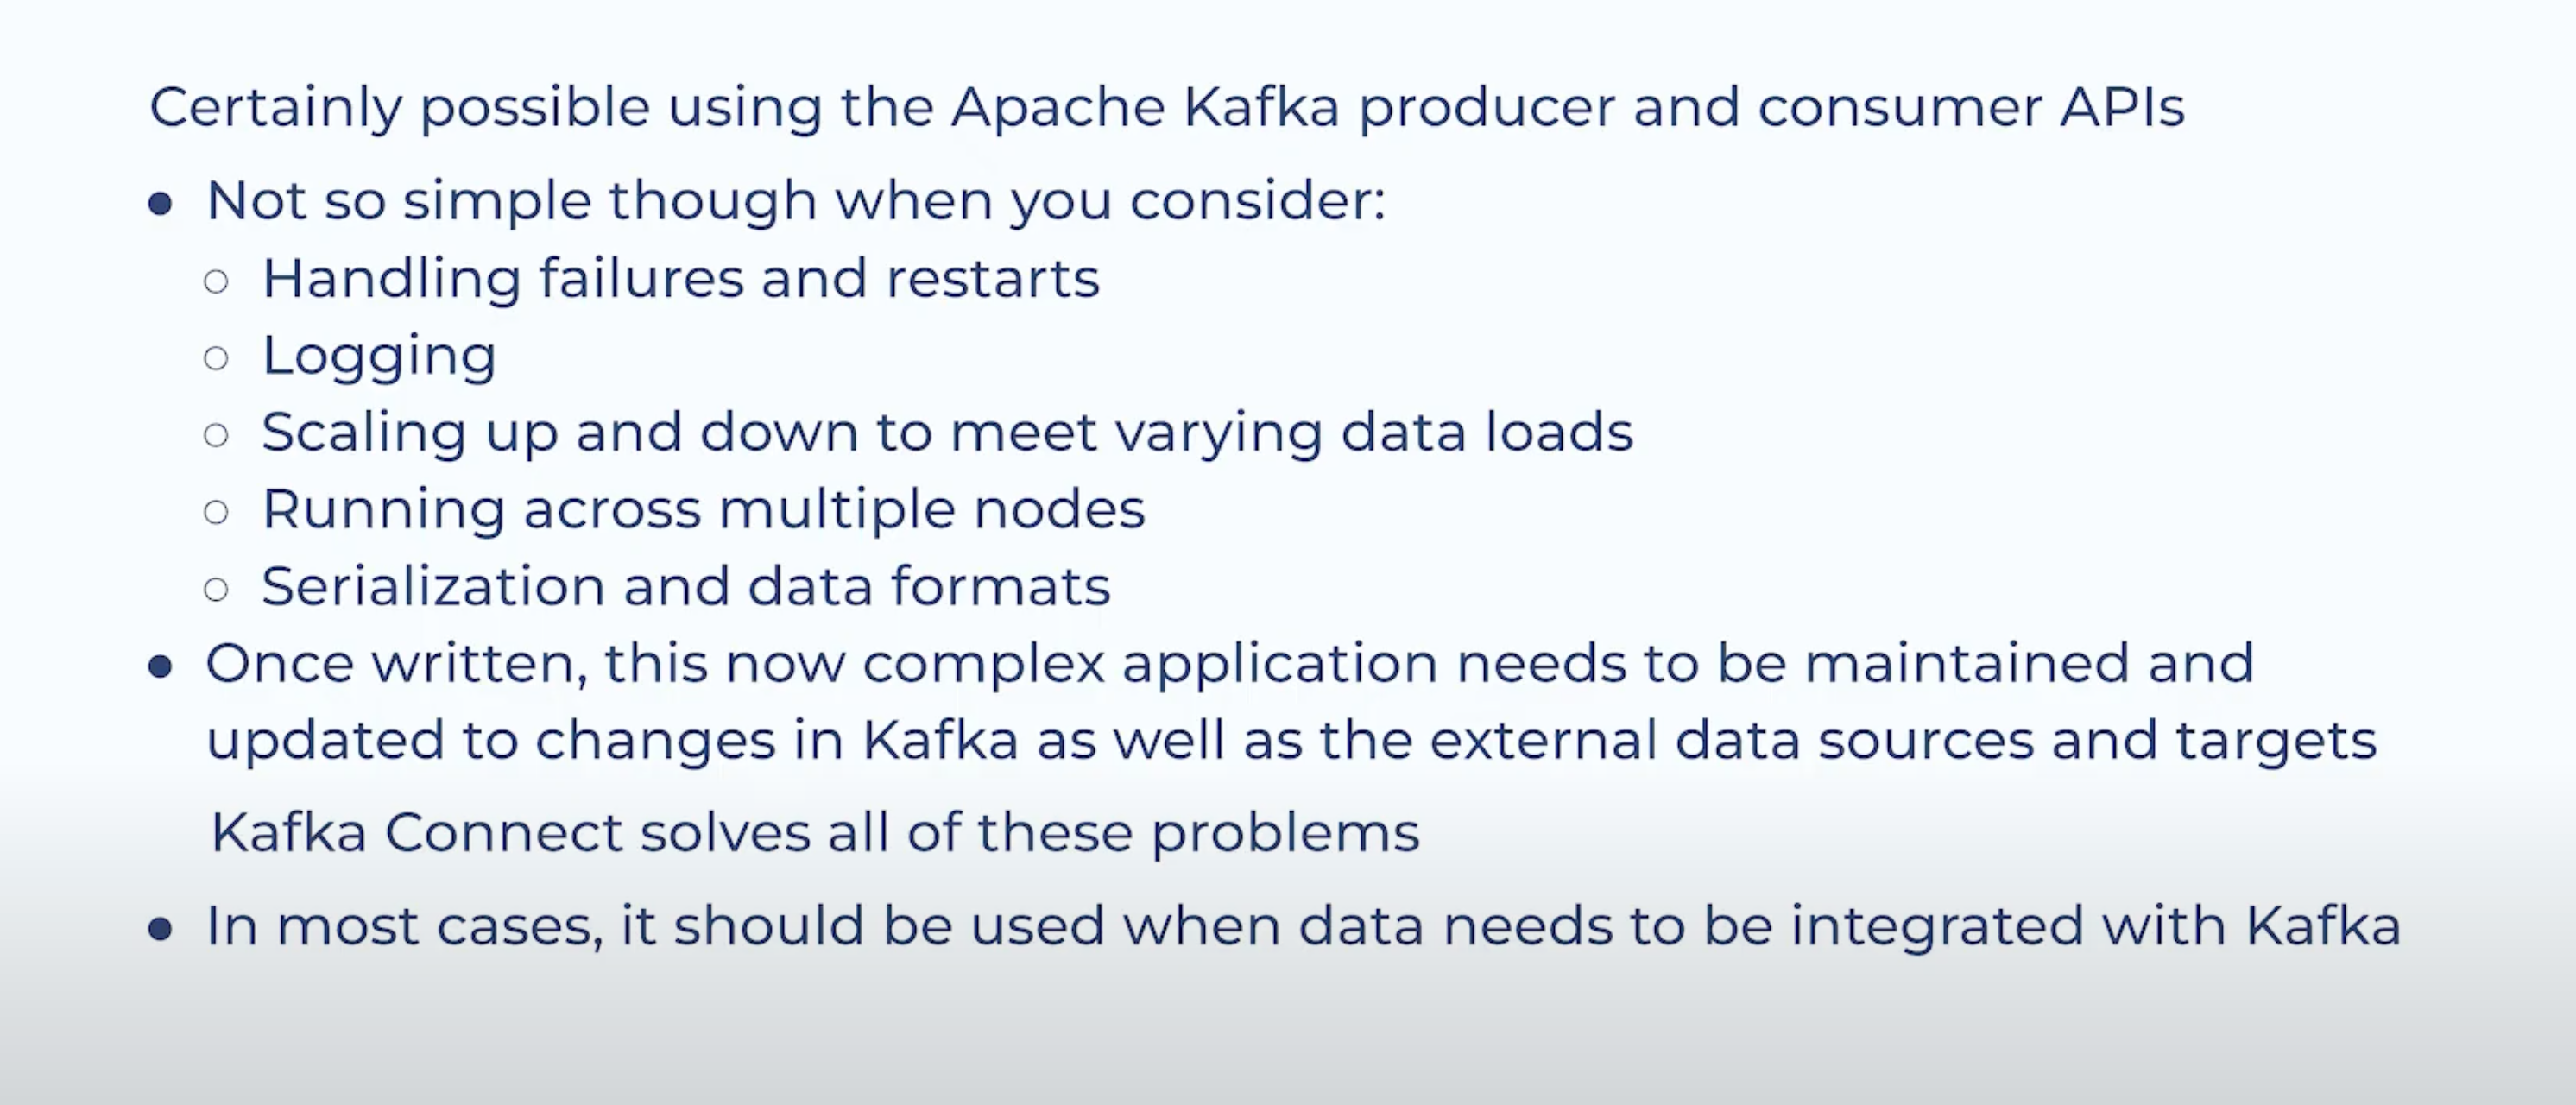 Certainly possible using the Apache Kafka producer and consumer APIs
● Not so simple though when you consider:
○ Handling failures and restarts
○ Logging
○ Scaling up and down to meet varying data loads
○ Running across multiple nodes
○ Serialization and data formats
● Once written, this now complex application needs to be maintained and
updated to changes in Kafka as well as the external data sources and targets
Kafka Connect solves all of these problems
● In most cases, it should be used when data needs to be integrated with Kafka